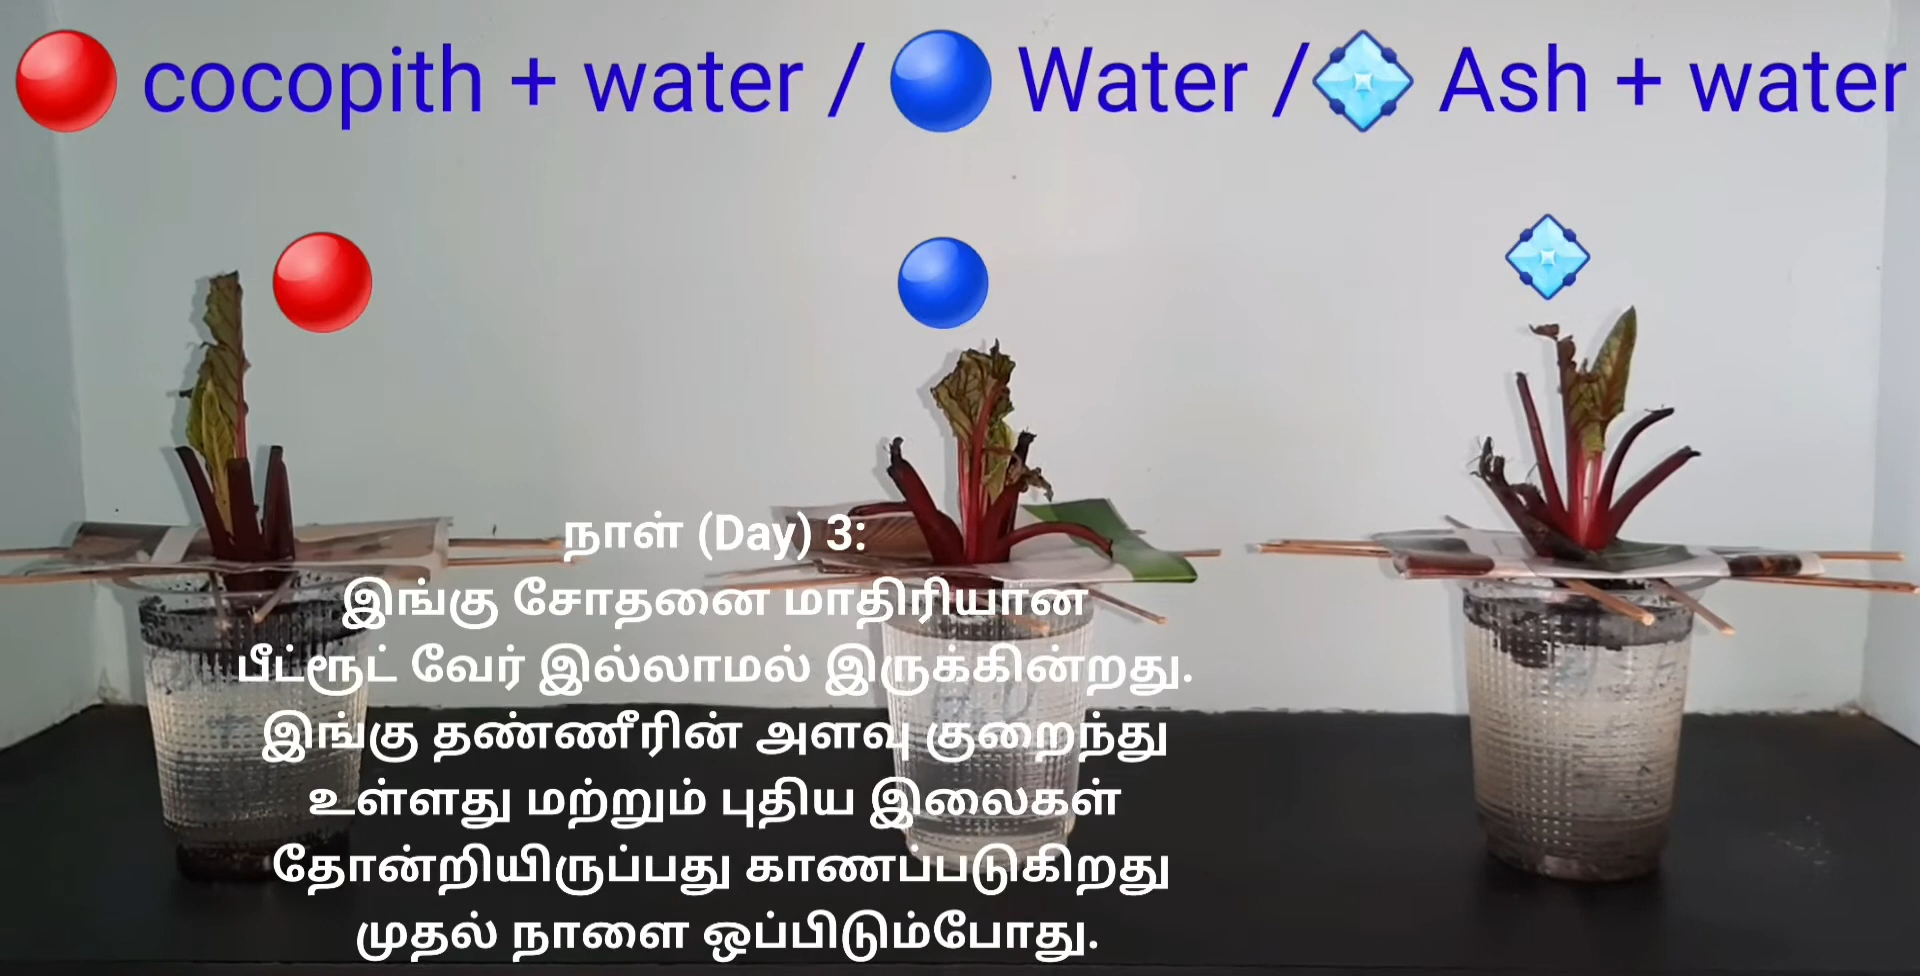 🔴 cocopith + water / 🔵 Water /💠 Ash + water
நாள் (Day) 3:
இங்கு சோதனை மாதிரியான
பீட்ரூட் வேர் இல்லாமல் இருக்கின்றது.
இங்கு தண்ணீரின் அளவு குறைந்து
உள்ளது மற்றும் புதிய இலைகள்
தோன்றியிருப்பது காணப்படுகிறது
முதல் நாளை ஒப்பிடும்போது.